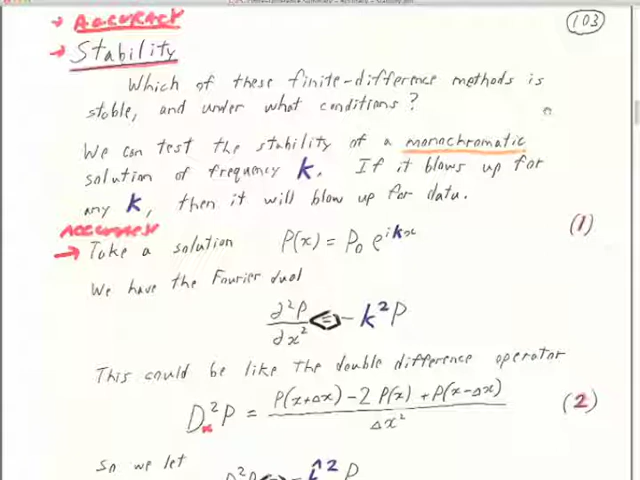 → ACCURACY
103
→ Stability
Which of these finite-difference methods is
stable, and under what conditions?
We can test the stability of a monochromatic
solution of frequency k. If it blows up for
any k, then it will blow up for data.
ACCURACY
→ Take a solution P(x) = P₀ e^{ikx} (1)
We have the Fourier dual
∂²P/∂x² <=> -k²P
This could be like the double difference operator
D_x²P = (P(x+Δx) - 2P(x) + P(x-Δx))/Δx² (2)
So we let